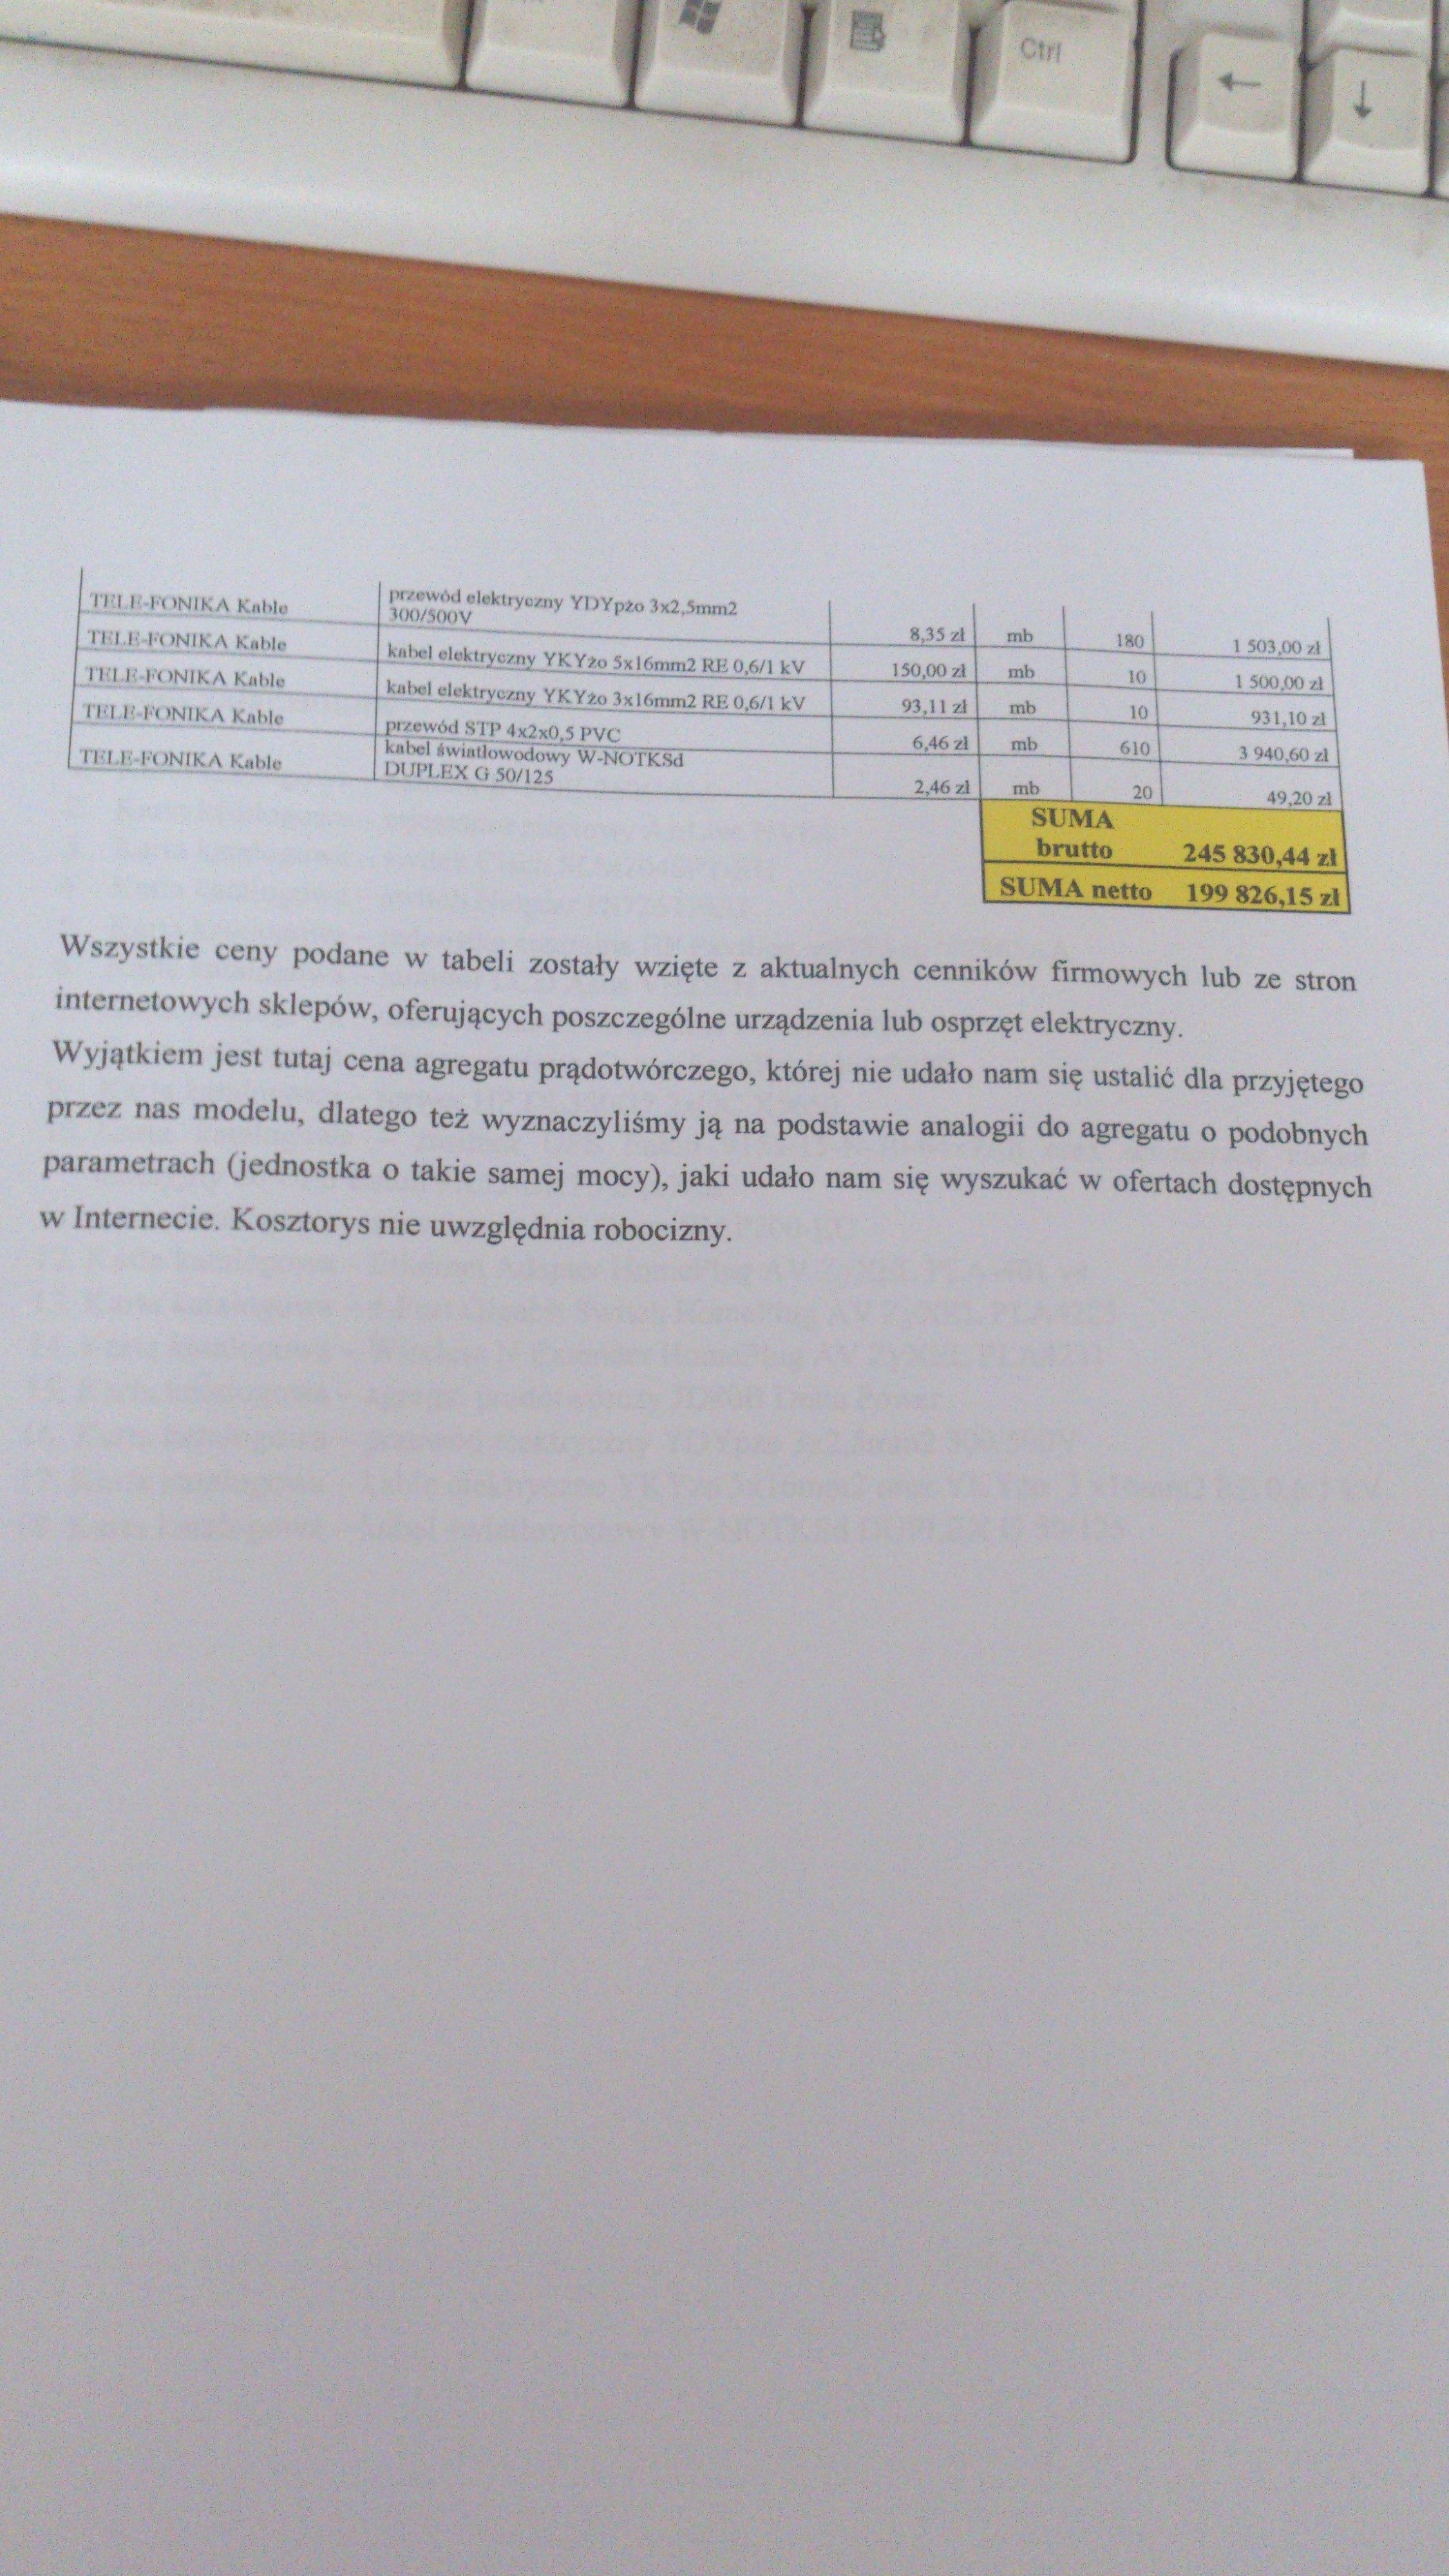 Ctrl
← ↓
TELE-FONIKA Kable przewód elektryczny YDYpżo 3x2,5mm2 300/500V 8,35 zł mb 180 1 503,00 zł
TELE-FONIKA Kable kabel elektryczny YKYżo 5x16mm2 RE 0,6/1 kV 150,00 zł mb 10 1 500,00 zł
TELE-FONIKA Kable kabel elektryczny YKYżo 3x16mm2 RE 0,6/1 kV 93,11 zł mb 10 931,10 zł
TELE-FONIKA Kable przewód STP 4x2x0,5 PVC 6,46 zł mb 610 3 940,60 zł
TELE-FONIKA Kable kabel światłowodowy W-NOTKSd DUPLEX G 50/125 2,46 zł mb 20 49,20 zł
SUMA brutto 245 830,44 zł
SUMA netto 199 826,15 zł
Wszystkie ceny podane w tabeli zostały wzięte z aktualnych cenników firmowych lub ze stron
internetowych sklepów, oferujących poszczególne urządzenia lub osprzęt elektryczny.
Wyjątkiem jest tutaj cena agregatu prądotwórczego, której nie udało nam się ustalić dla przyjętego
przez nas modelu, dlatego też wyznaczyliśmy ją na podstawie analogii do agregatu o podobnych
parametrach (jednostka o takie samej mocy), jaki udało nam się wyszukać w ofertach dostępnych
w Internecie. Kosztorys nie uwzględnia robocizny.